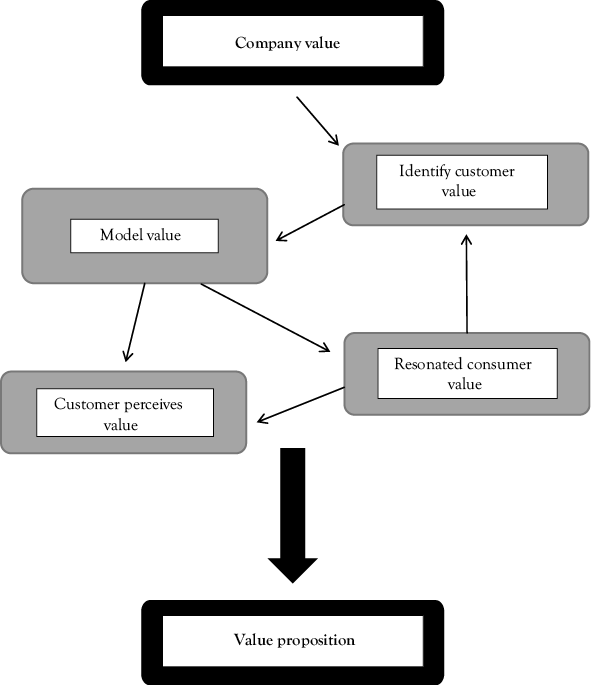 Company value
Identify customer
value
Model value
Resonated consumer
value
Customer perceives
value
Value proposition